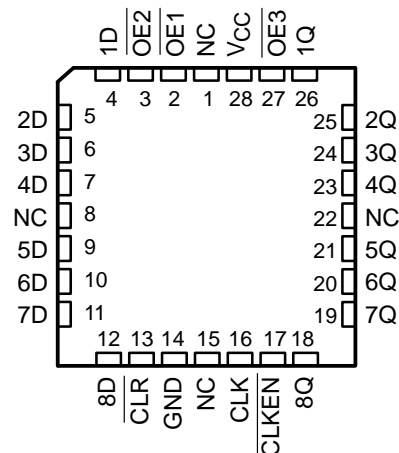 1D OE2 OE1 NC VCC OE3 1Q
4 3 2 1 28 27 26
2D 5 25 2Q
3D 6 24 3Q
4D 7 23 4Q
NC 8 22 NC
5D 9 21 5Q
6D 10 20 6Q
7D 11 19 7Q
12 13 14 15 16 17 18
8D CLR GND NC CLK CLKEN 8Q